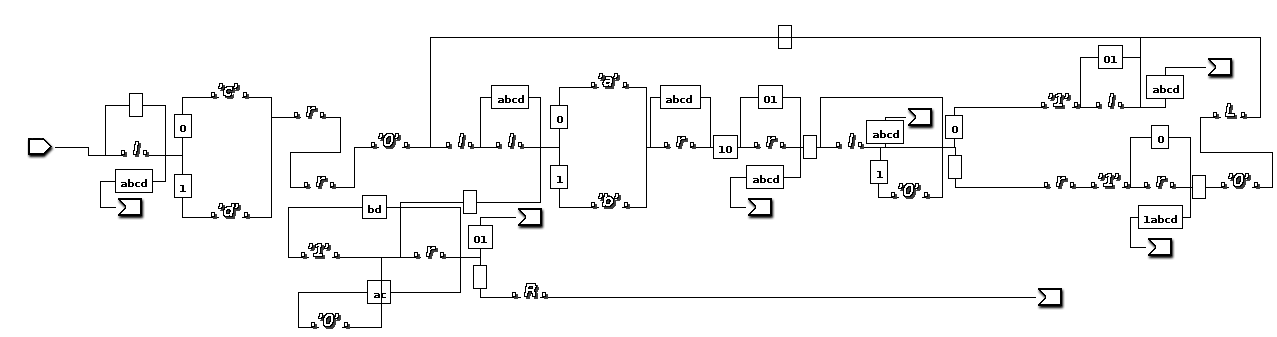 01
'a' abcd
'c' abcd abcd 01 '1' l
r 0 abcd L
0 '0' l l r 10 r l 0
l 0
abcd 1 1 abcd 1 r '1' r '0'
'd' bd 'b' '0' 1abcd
01
'1' r
ac R
'0'